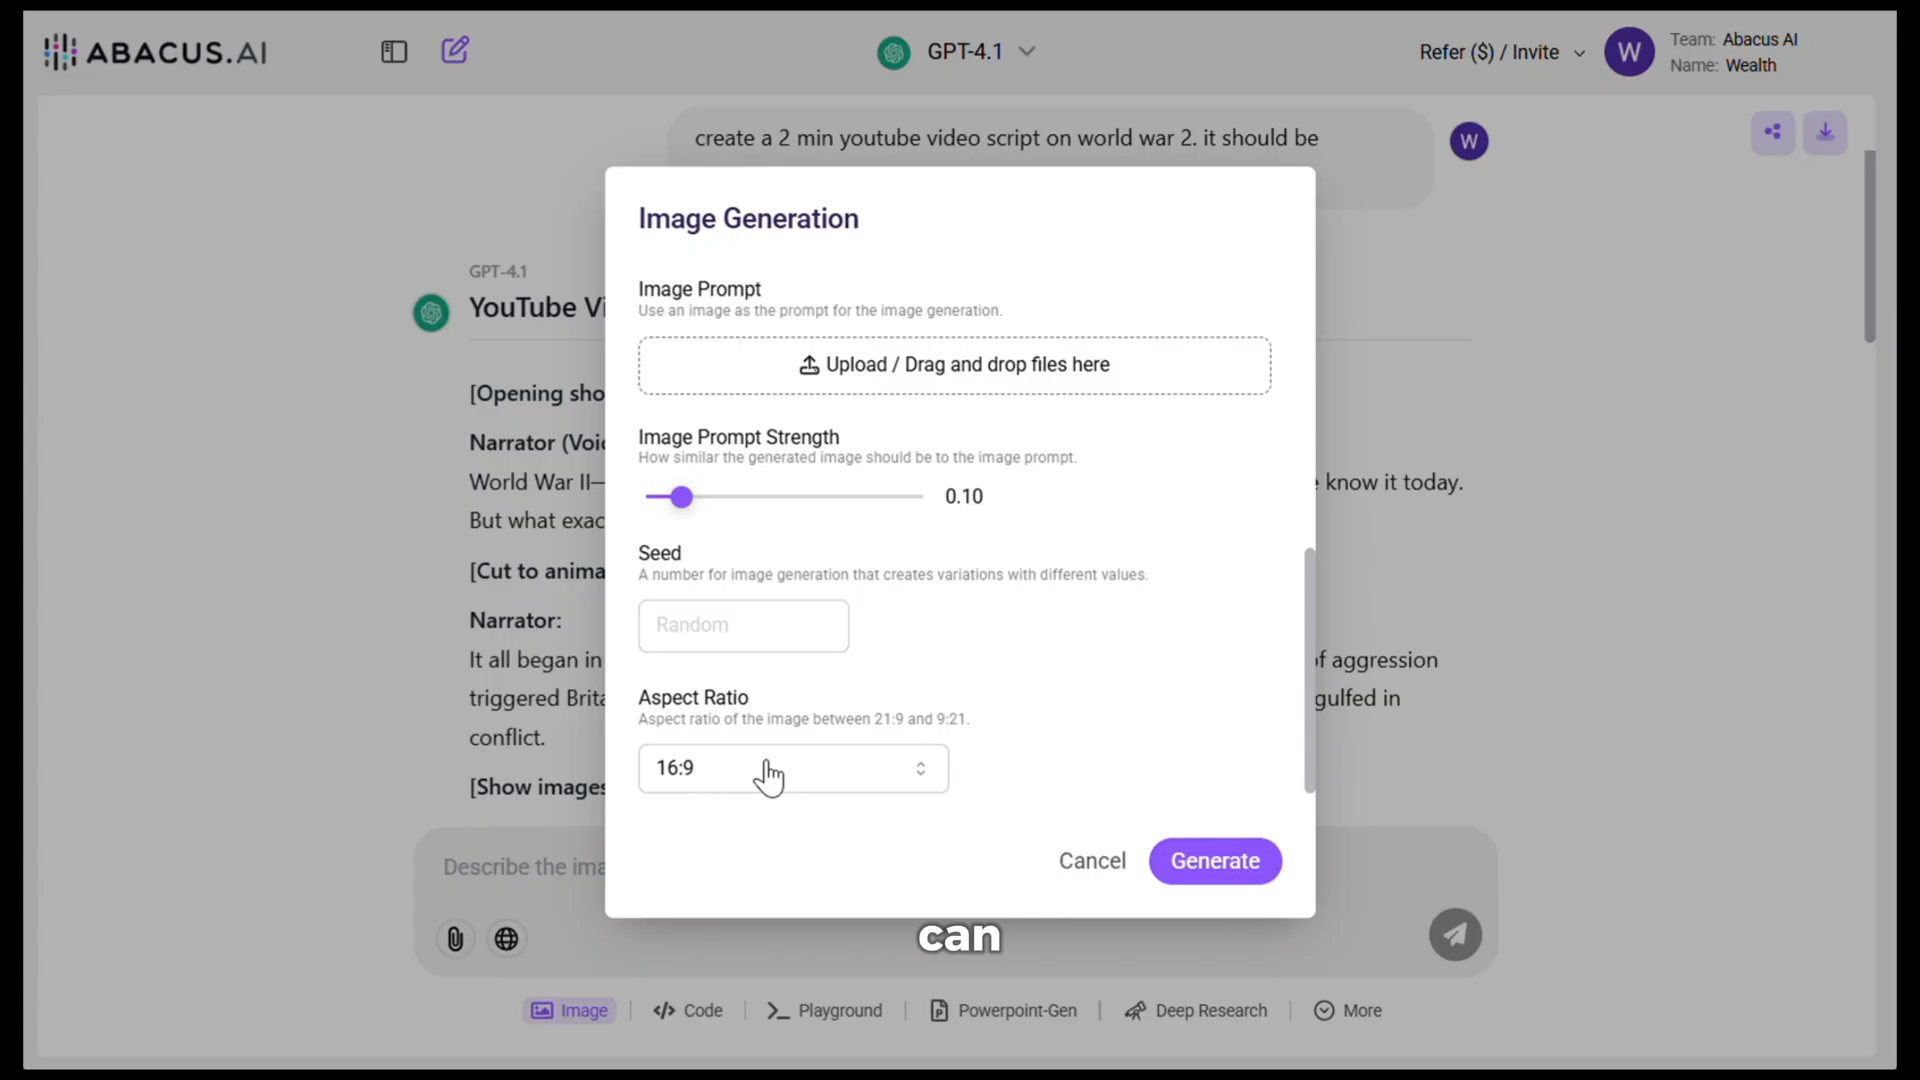 ABACUS.AI
GPT-4.1
Refer ($) / Invite
W
Team: Abacus AI
Name: Wealth
create a 2 min youtube video script on world war 2. it should be
W
Image Generation
GPT-4.1
YouTube Vi
Image Prompt
Use an image as the prompt for the image generation.
Upload / Drag and drop files here
[Opening sho
Image Prompt Strength
How similar the generated image should be to the image prompt.
0.10
Narrator (Voic
World War II—
know it today.
But what exac
[Cut to anima
Seed
A number for image generation that creates variations with different values.
Random
Narrator:
It all began in
of aggression
triggered Brita
gulfed in
conflict.
Aspect Ratio
Aspect ratio of the image between 21:9 and 9:21.
16:9
[Show images
Cancel
Generate
Describe the ima
can
Image
Code
Playground
Powerpoint-Gen
Deep Research
More